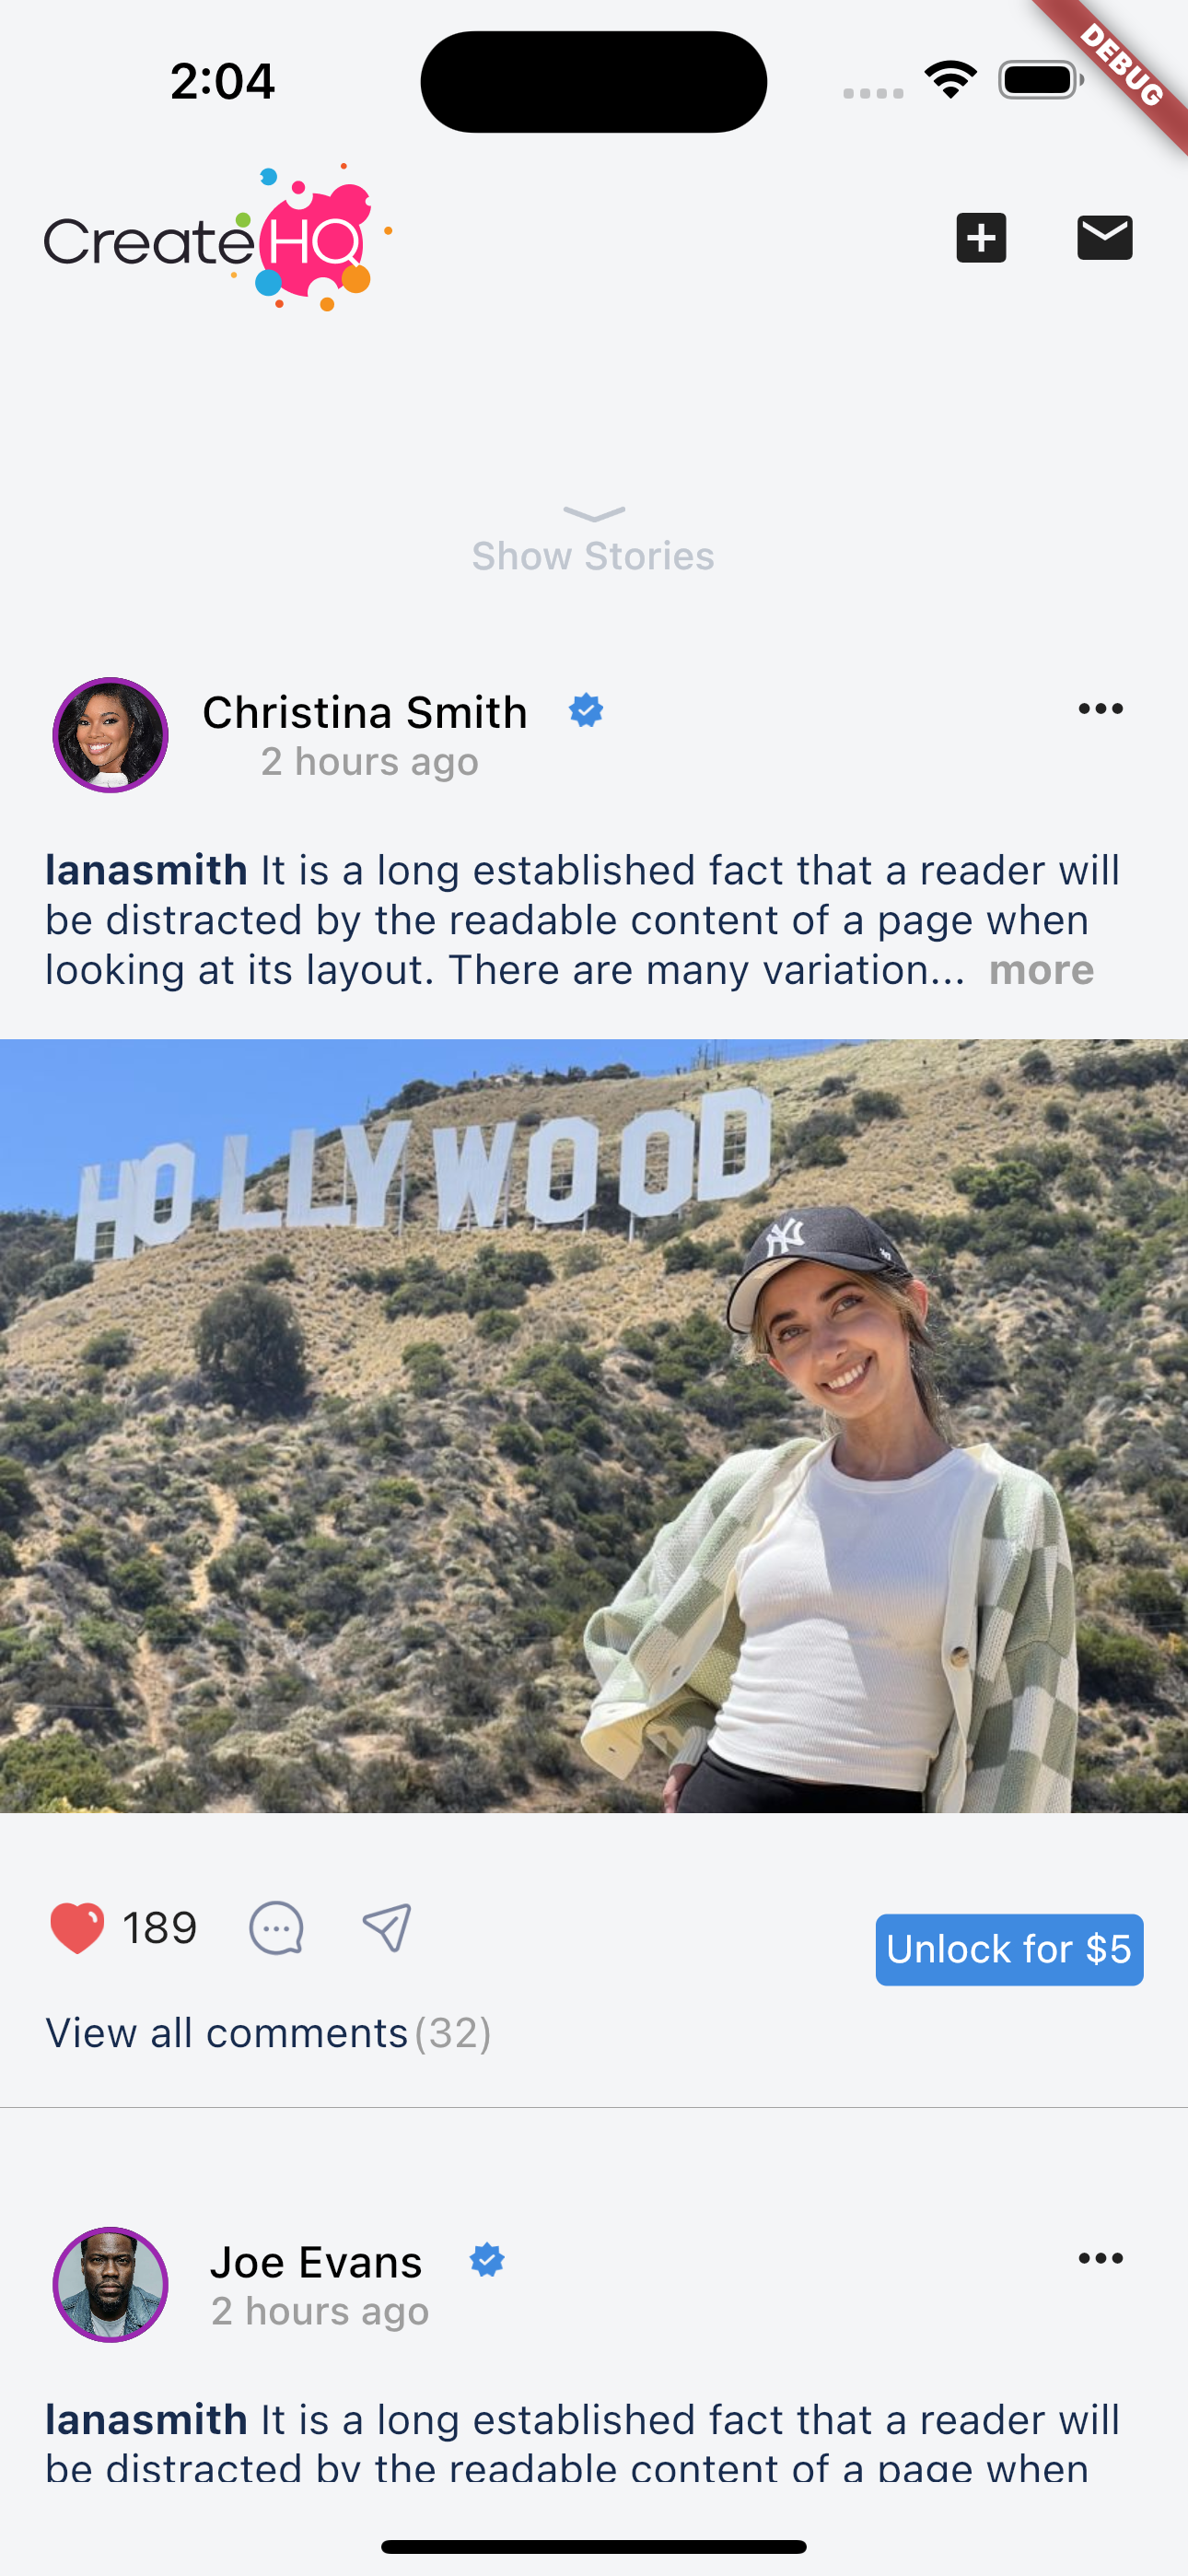 2:04
DEBUG
CreateHQ
Show Stories
Christina Smith
2 hours ago
lanasmith It is a long established fact that a reader will
be distracted by the readable content of a page when
looking at its layout. There are many variation... more
HOLLYWOOD
NY
189
Unlock for $5
View all comments(32)
Joe Evans
2 hours ago
lanasmith It is a long established fact that a reader will
be distracted by the readable content of a page when